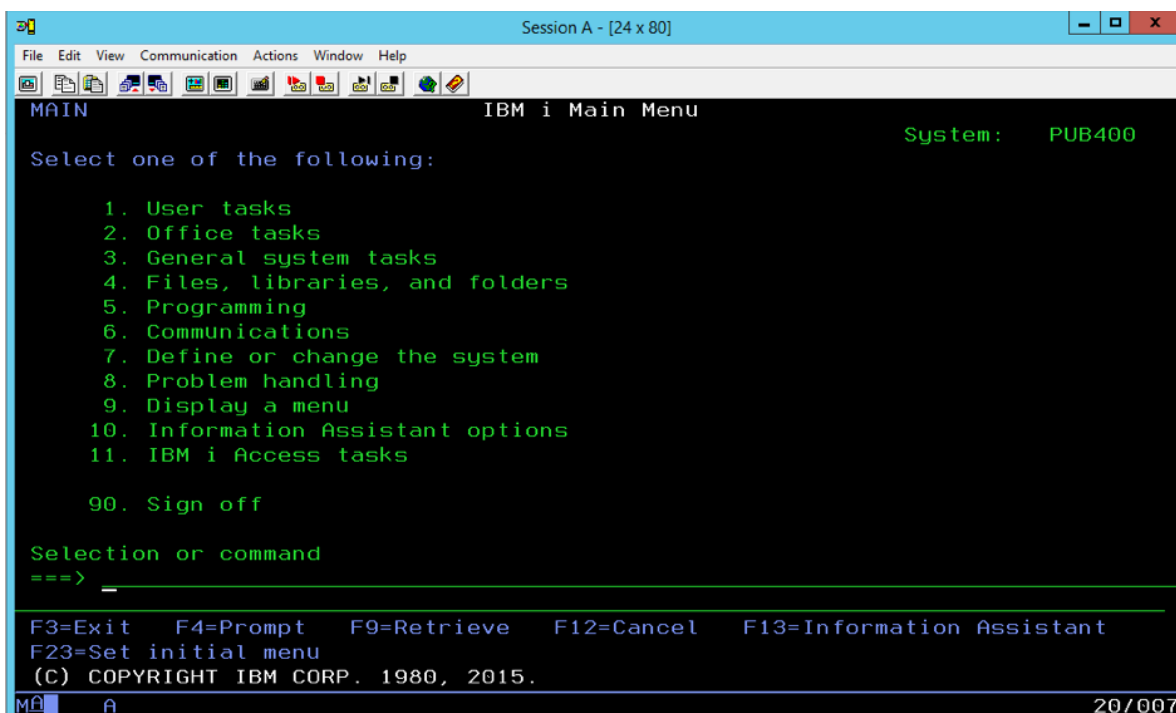 Session A - [24 x 80]
File Edit View Communication Actions Window Help
MAIN IBM i Main Menu
System: PUB400
Select one of the following:
1. User tasks
2. Office tasks
3. General system tasks
4. Files, libraries, and folders
5. Programming
6. Communications
7. Define or change the system
8. Problem handling
9. Display a menu
10. Information Assistant options
11. IBM i Access tasks
90. Sign off
Selection or command
===> _
F3=Exit F4=Prompt F9=Retrieve F12=Cancel F13=Information Assistant
F23=Set initial menu
(C) COPYRIGHT IBM CORP. 1980, 2015.
MA A 20/007